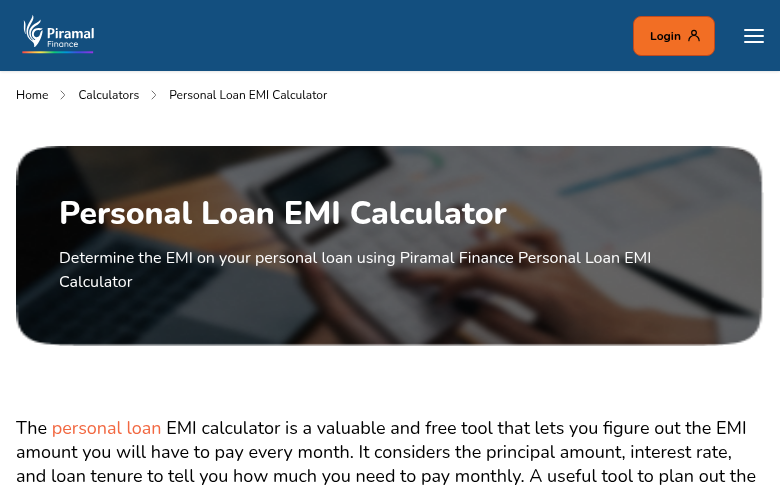 Piramal
Finance
Login
Home
Calculators
Personal Loan EMI Calculator
Personal Loan EMI Calculator
Determine the EMI on your personal loan using Piramal Finance Personal Loan EMI
Calculator
The personal loan EMI calculator is a valuable and free tool that lets you figure out the EMI
amount you will have to pay every month. It considers the principal amount, interest rate,
and loan tenure to tell you how much you need to pay monthly. A useful tool to plan out the